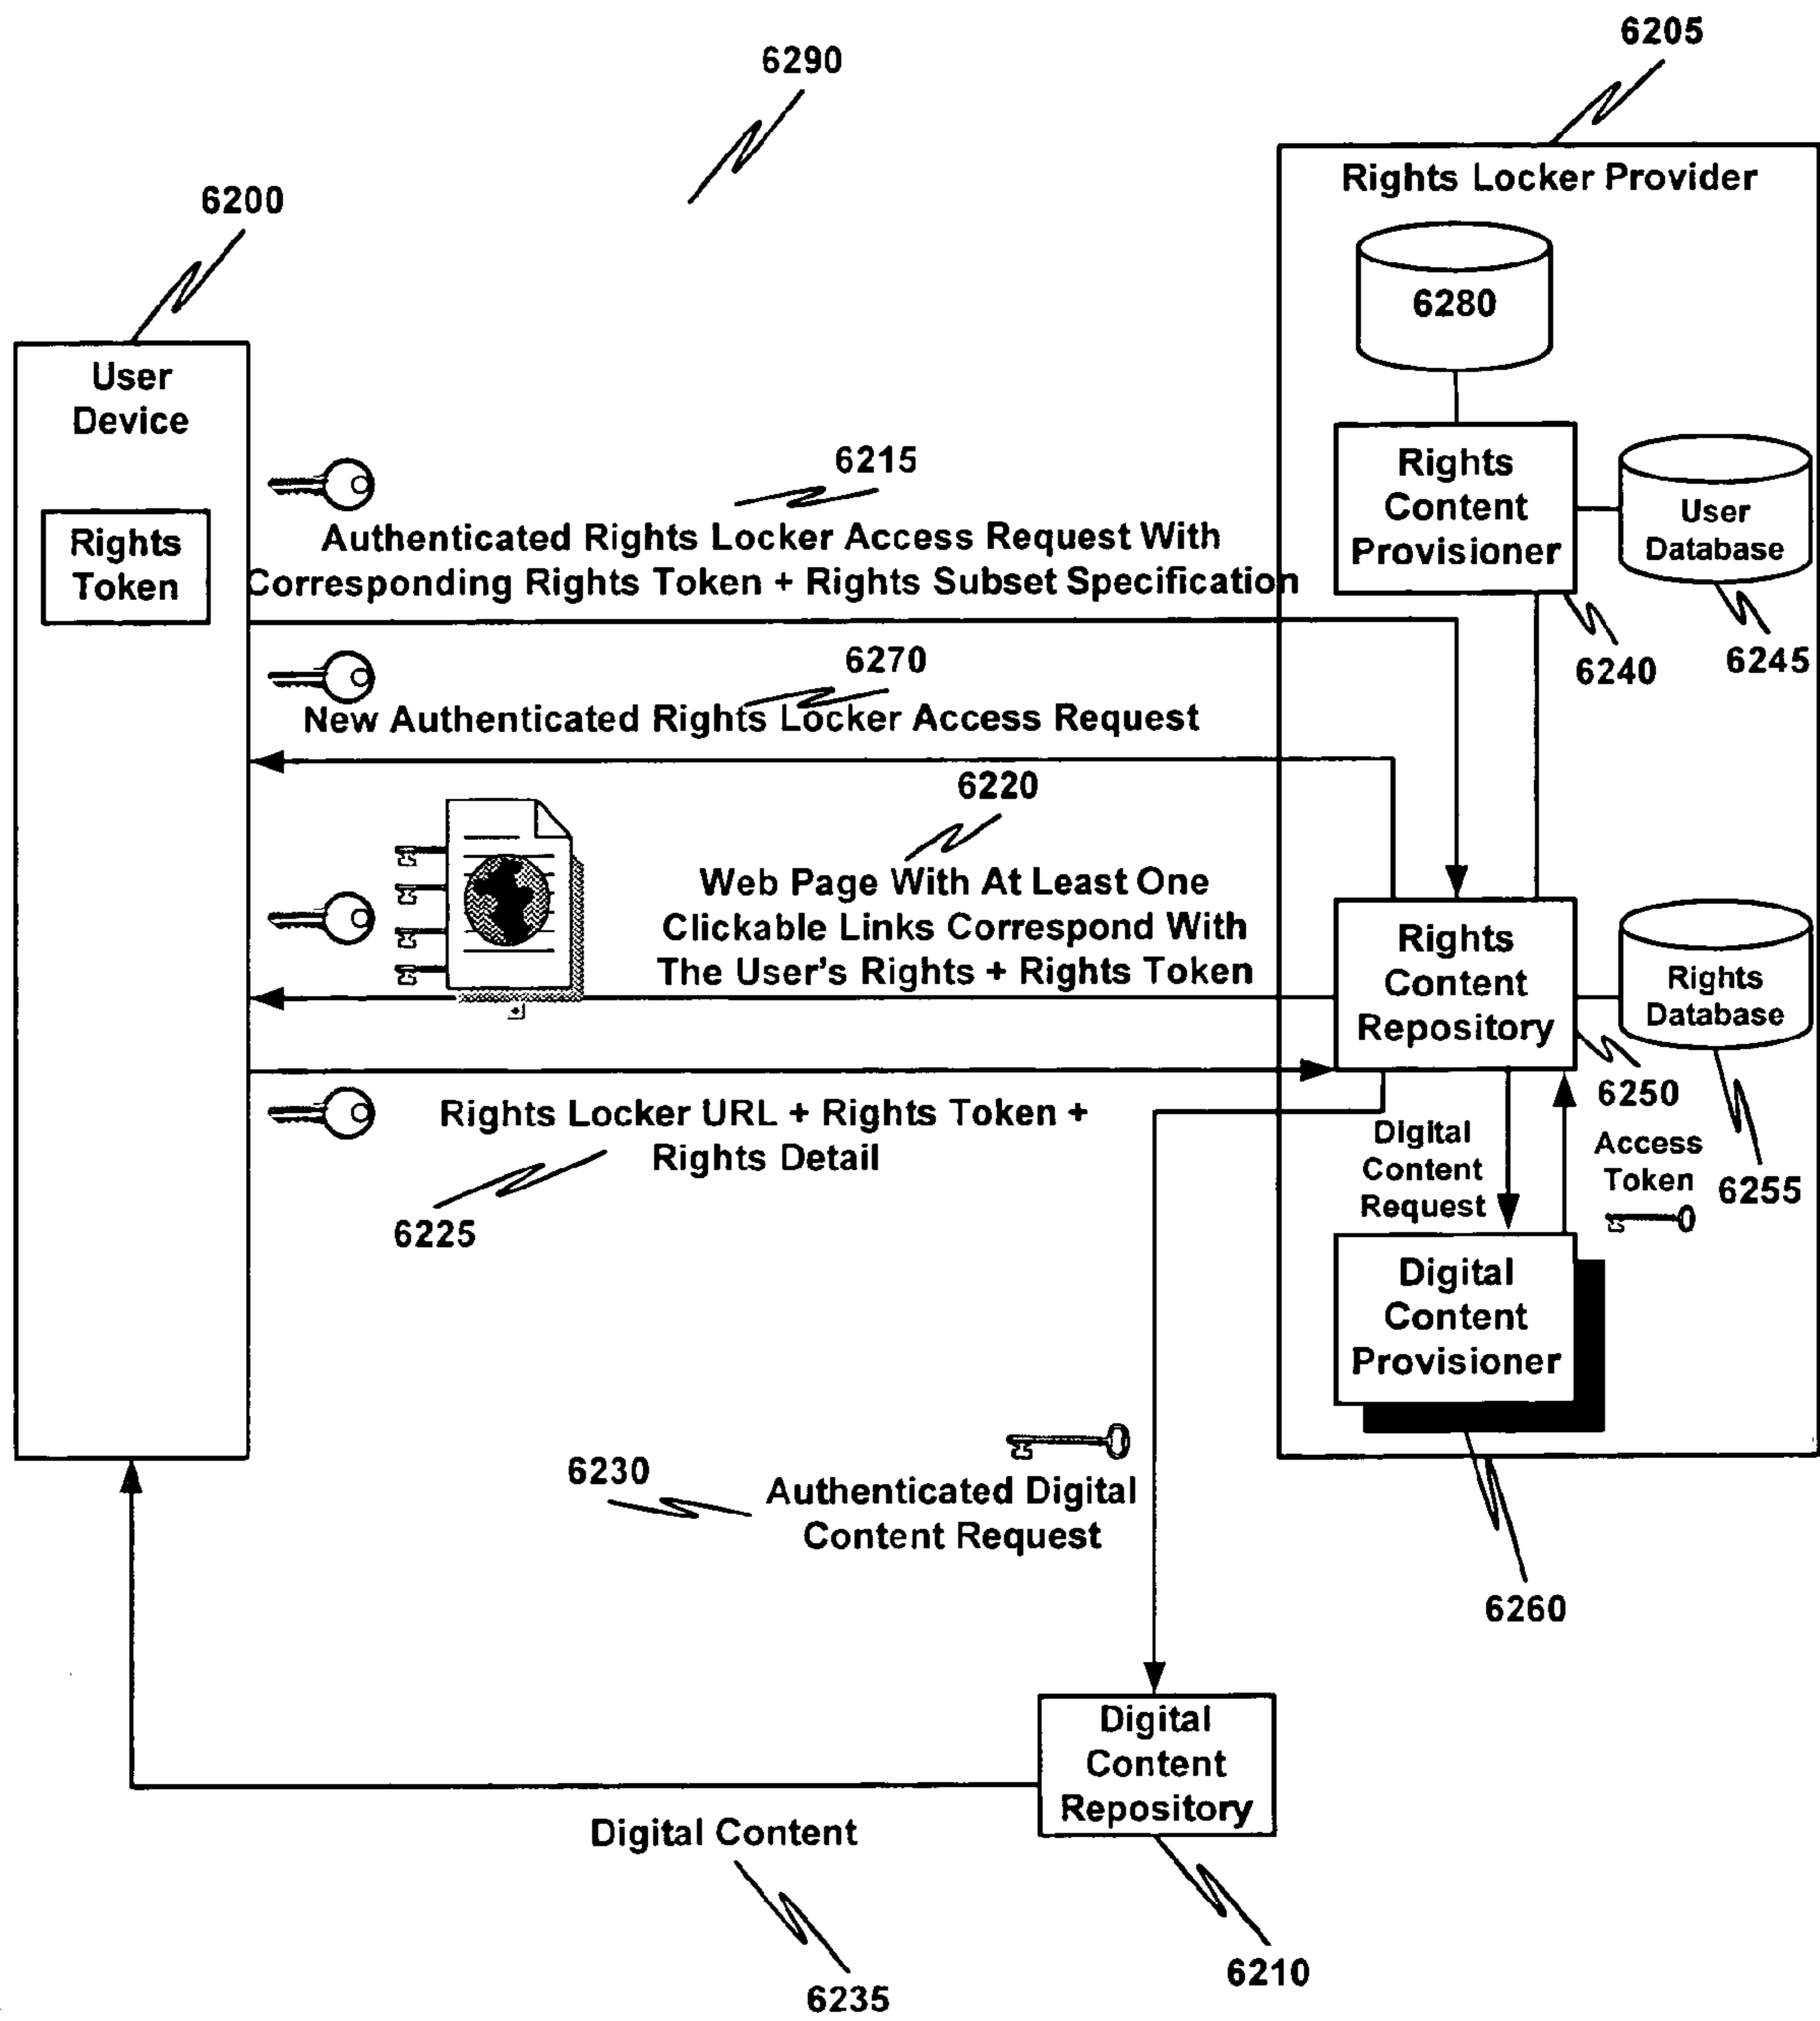 6205
6290
Rights Locker Provider
6200
6280
User
Device
Rights
Content
Provisioner
User
Database
6215
Rights
Token
Authenticated Rights Locker Access Request With
Corresponding Rights Token + Rights Subset Specification
6240
6245
6270
New Authenticated Rights Locker Access Request
6220
Web Page With At Least One
Clickable Links Correspond With
The User's Rights + Rights Token
Rights
Content
Repository
Rights
Database
6250
Rights Locker URL + Rights Token +
Rights Detail
6225
Digital
Content
Request
Access
Token
6255
Digital
Content
Provisioner
6230
Authenticated Digital
Content Request
6260
Digital
Content
Repository
Digital Content
6210
6235